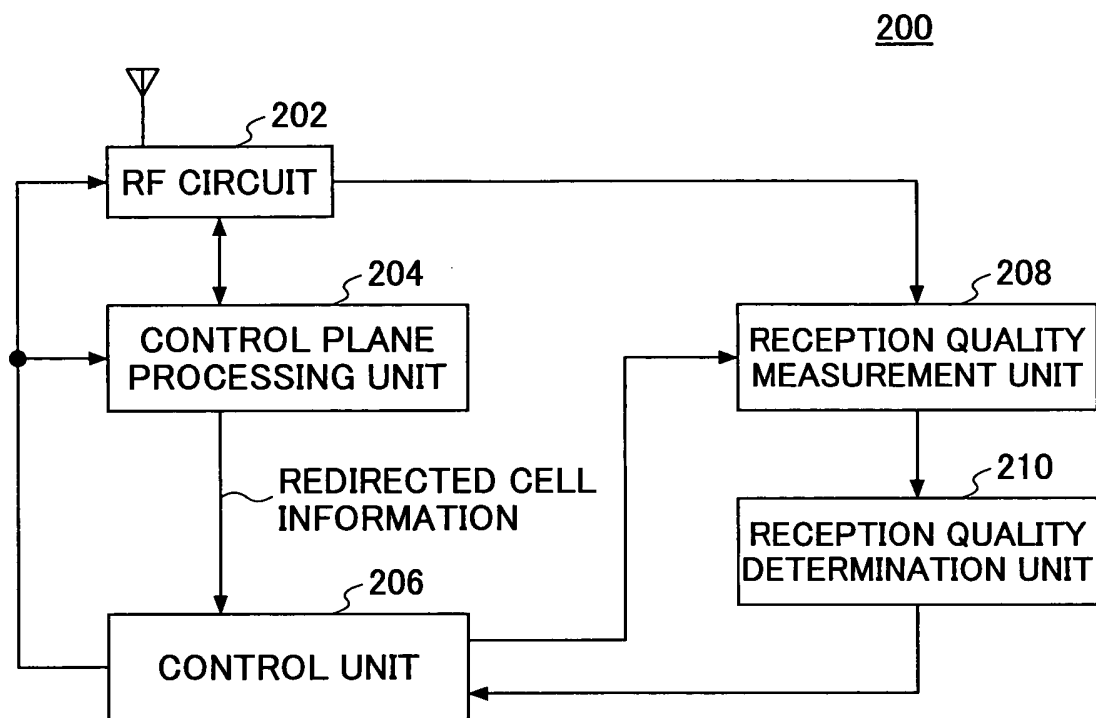 200
202
RF CIRCUIT
204
CONTROL PLANE
PROCESSING UNIT
208
RECEPTION QUALITY
MEASUREMENT UNIT
REDIRECTED CELL
INFORMATION
210
RECEPTION QUALITY
DETERMINATION UNIT
206
CONTROL UNIT